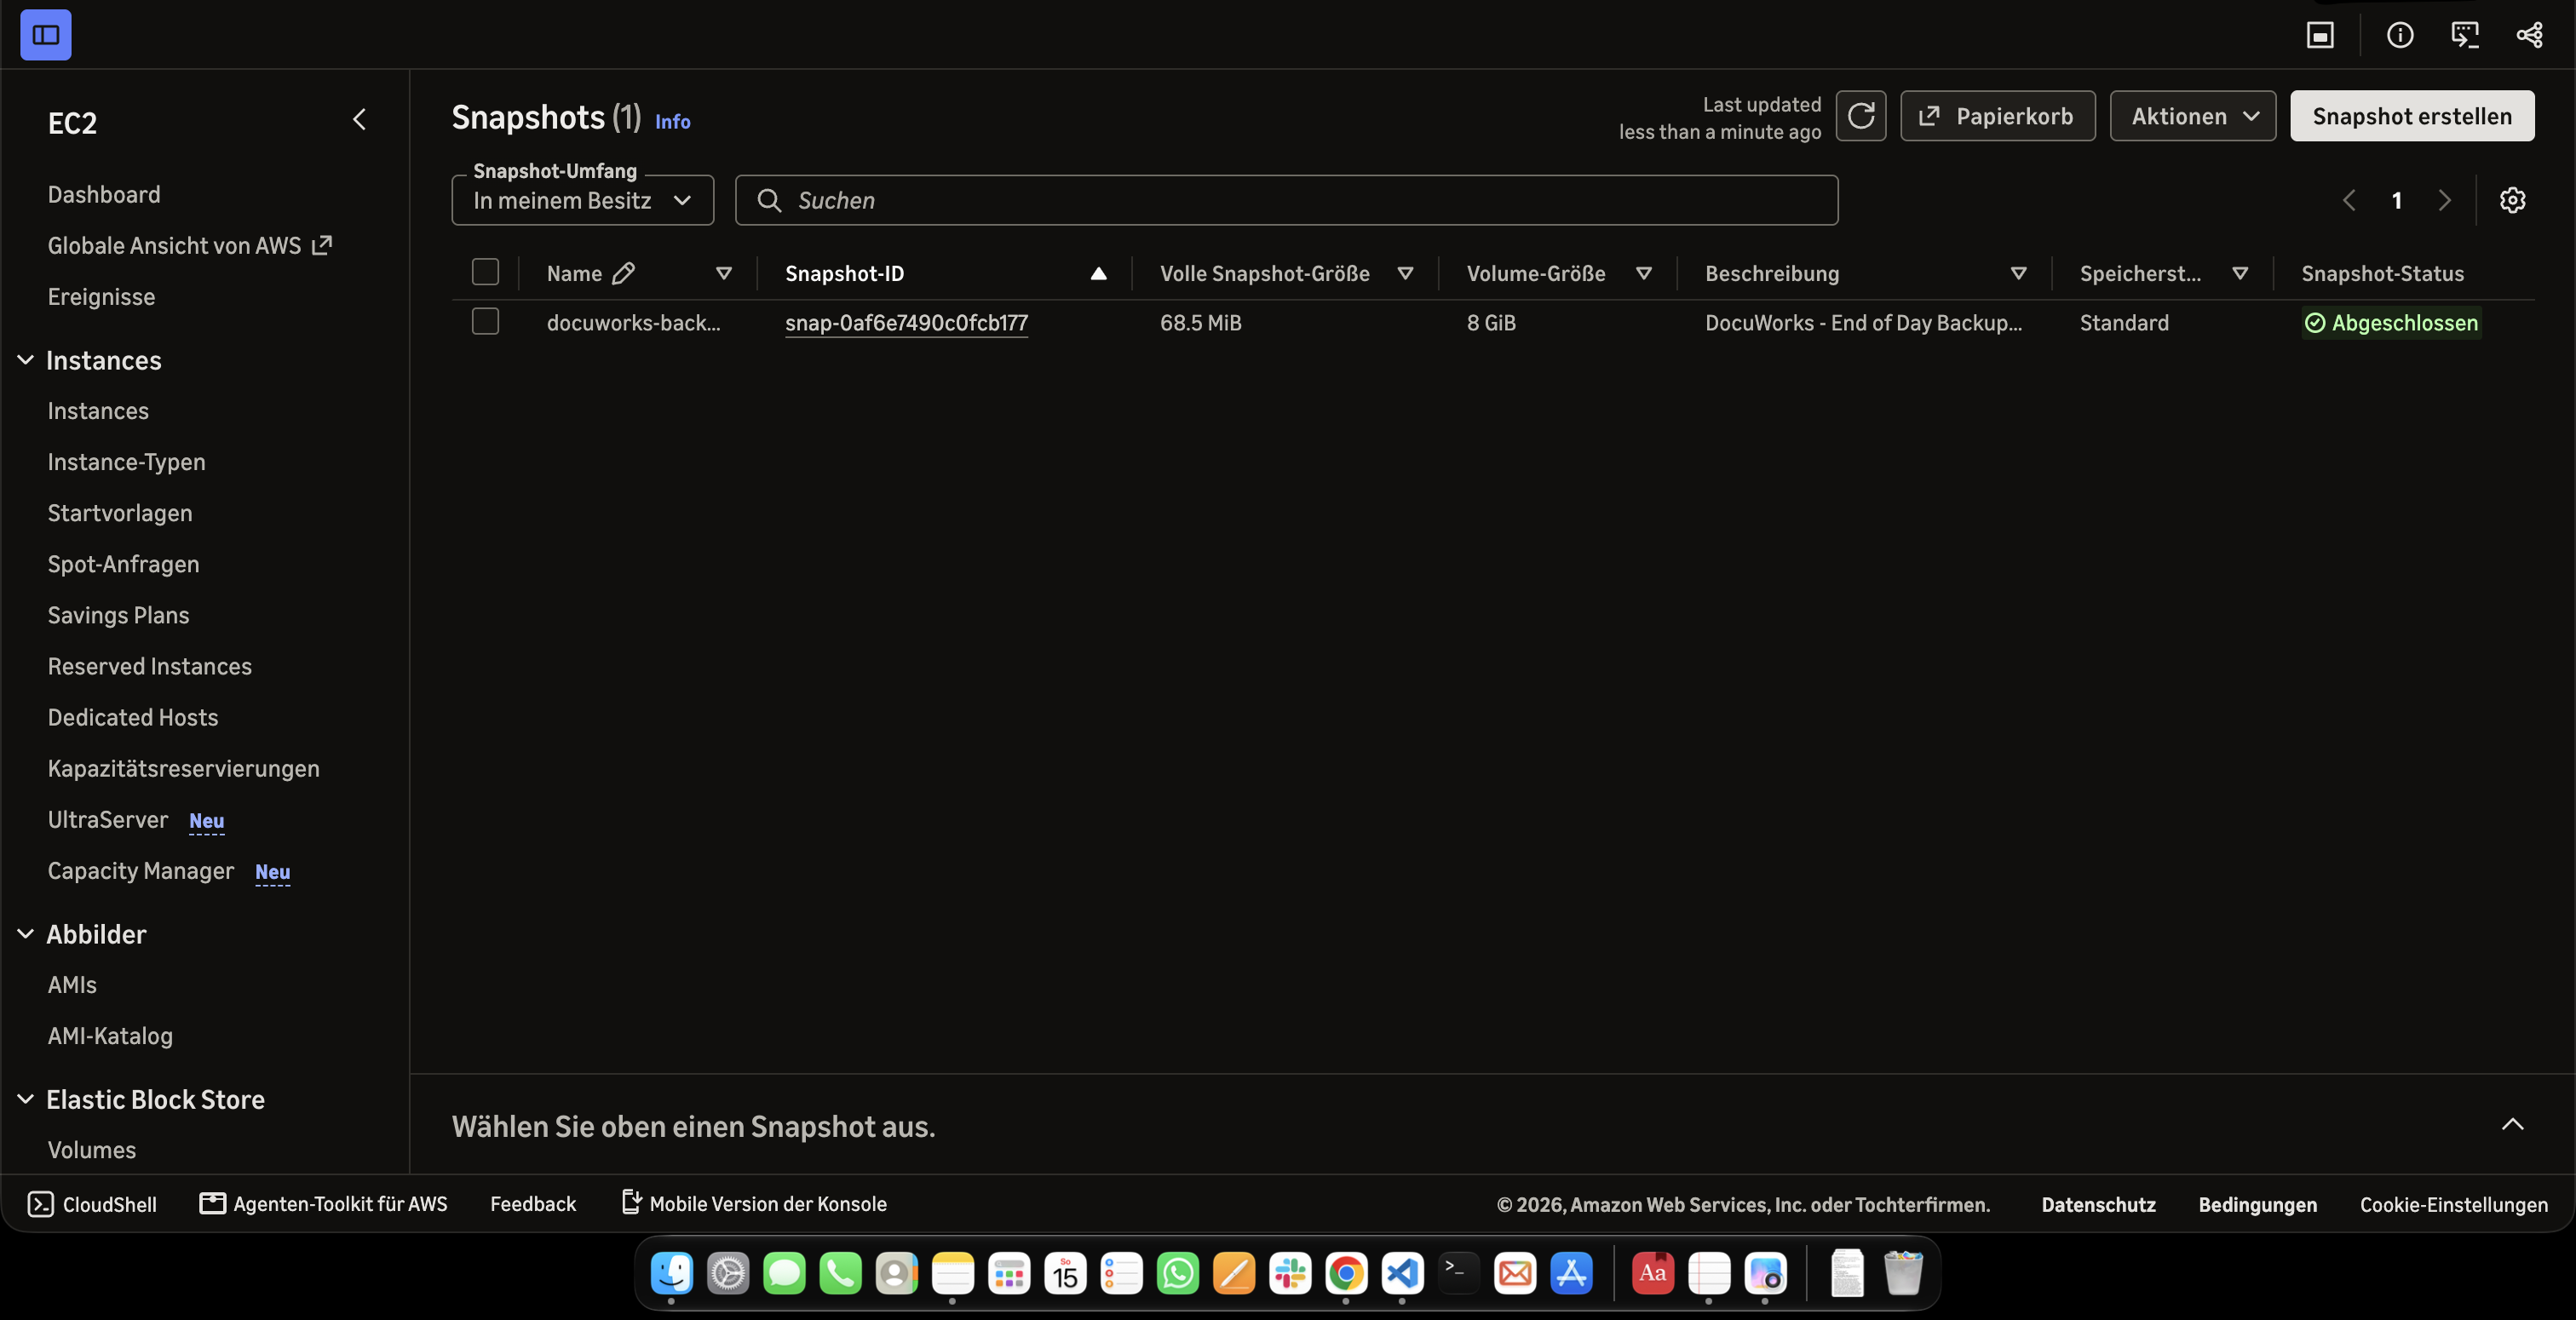 EC2
Dashboard
Globale Ansicht von AWS
Ereignisse
Instances
Instances
Instance-Typen
Startvorlagen
Spot-Anfragen
Savings Plans
Reserved Instances
Dedicated Hosts
Kapazitätsreservierungen
UltraServer Neu
Capacity Manager Neu
Abbilder
AMIs
AMI-Katalog
Elastic Block Store
Volumes
Snapshots (1) Info
Last updated
less than a minute ago
Papierkorb
Aktionen
Snapshot erstellen
Snapshot-Umfang
In meinem Besitz
Suchen
1
Name Snapshot-ID Volle Snapshot-Größe Volume-Größe Beschreibung Speicherst... Snapshot-Status
docuworks-back... snap-0af6e7490c0fcb177 68.5 MiB 8 GiB DocuWorks - End of Day Backup... Standard Abgeschlossen
Wählen Sie oben einen Snapshot aus.
CloudShell Agenten-Toolkit für AWS Feedback Mobile Version der Konsole © 2026, Amazon Web Services, Inc. oder Tochterfirmen. Datenschutz Bedingungen Cookie-Einstellungen
So
15
Aa